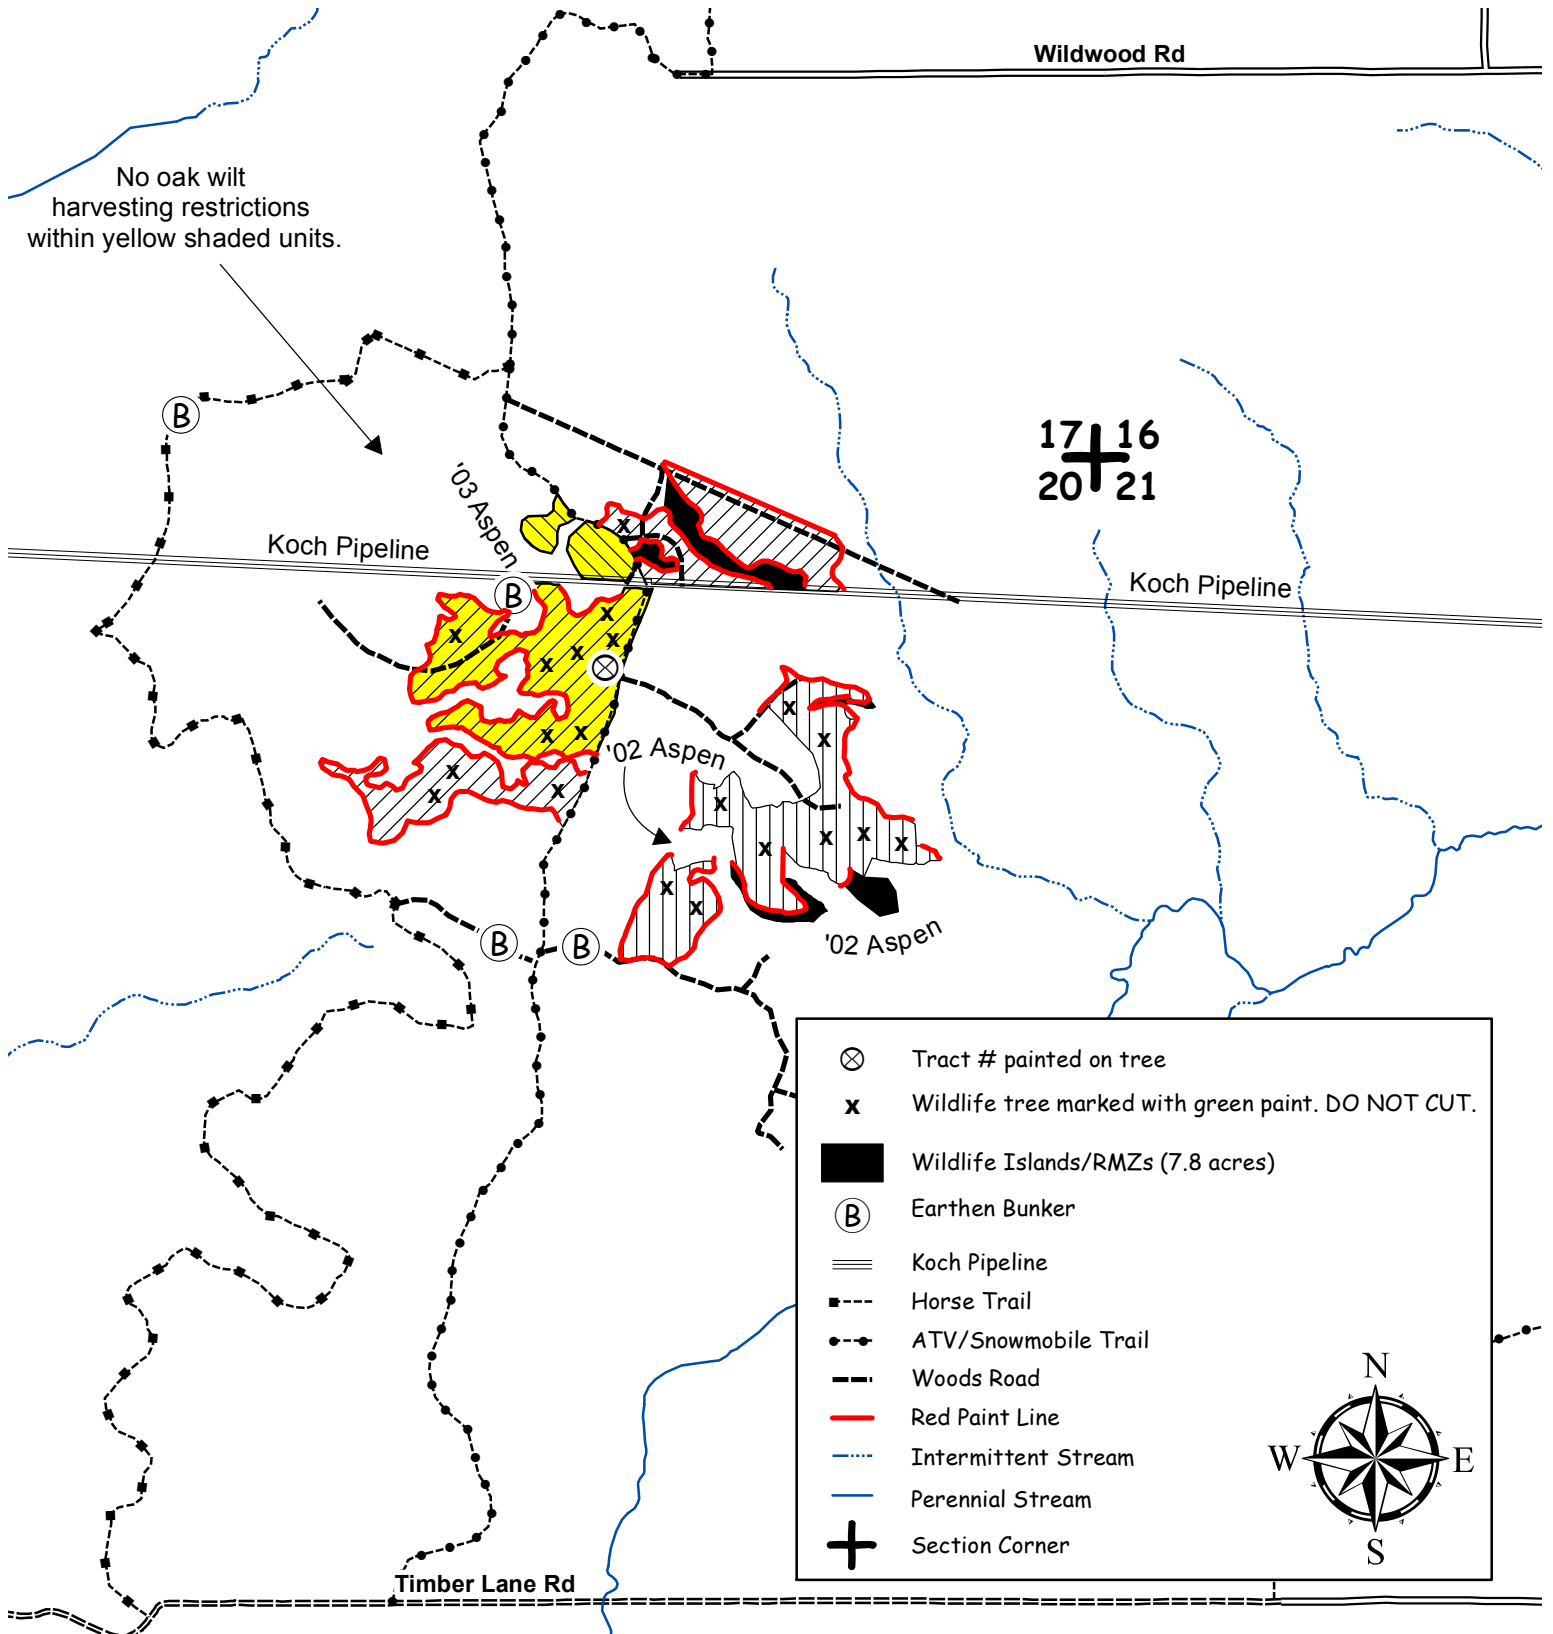 Wildwood Rd
No oak wilt
harvesting restrictions
within yellow shaded units.
B
17 16
20 21
'03 Aspen
Koch Pipeline
B
Koch Pipeline
x
x
x
x
x
x
x
x
x
'02 Aspen
x
x
x
x
x
x
x
x
x
x
x
x
x
B
B
'02 Aspen
Tract # painted on tree
x Wildlife tree marked with green paint. DO NOT CUT.
Wildlife Islands/RMZs (7.8 acres)
B Earthen Bunker
Koch Pipeline
Horse Trail
ATV/Snowmobile Trail
Woods Road
Red Paint Line
Intermittent Stream
Perennial Stream
Section Corner
N
W E
S
Timber Lane Rd